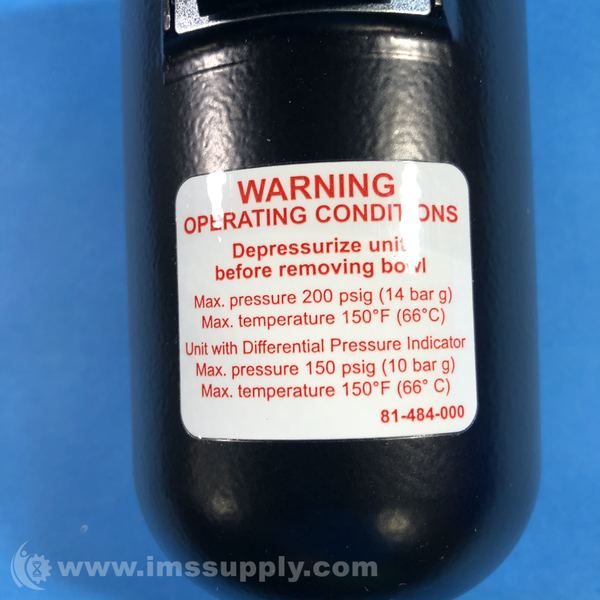 WARNING
OPERATING CONDITIONS
Depressurize unit
before removing bowl
Max. pressure 200 psig (14 bar g)
Max. temperature 150°F (66°C)
Unit with Differential Pressure Indicator
Max. pressure 150 psig (10 bar g)
Max. temperature 150°F (66° C)
81-484-000
www.imssupply.com